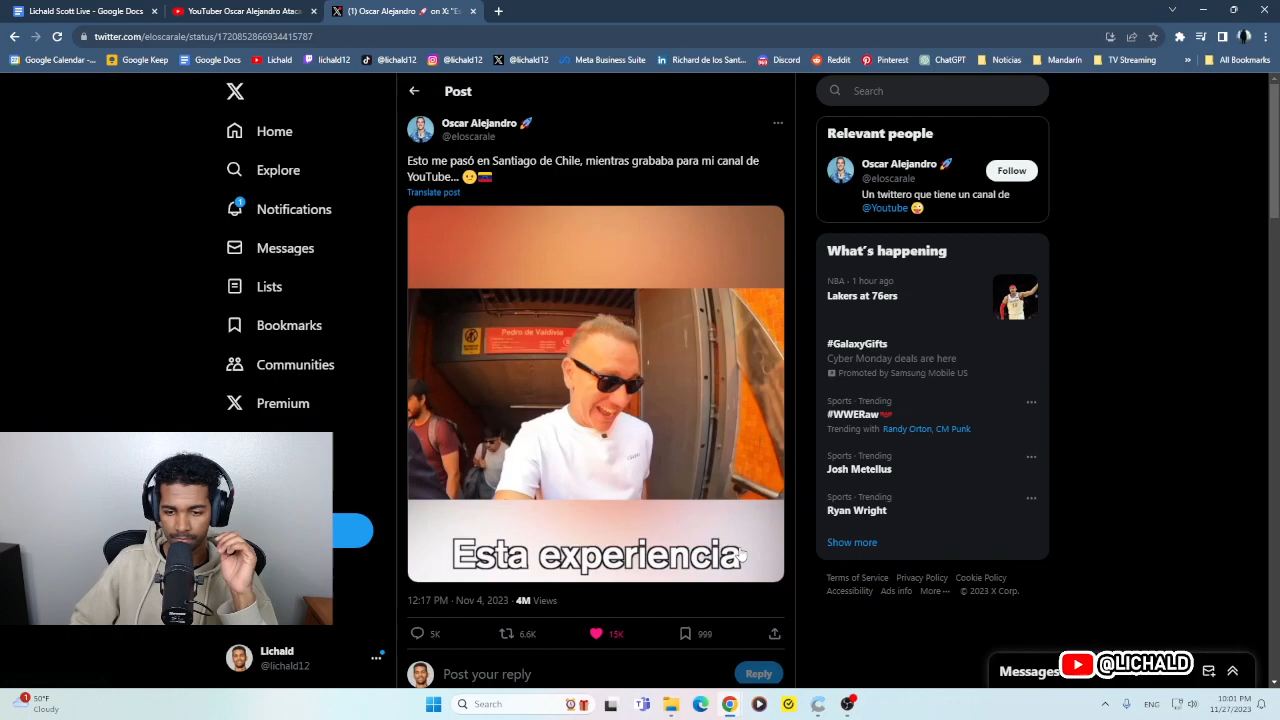 Lichald Scott Live - Google Docs
YouTuber Oscar Alejandro Ataca
(1) Oscar Alejandro 🚀 on X: "Es
twitter.com/eloscarale/status/1720852866934415787
Google Calendar -...
Google Keep
Google Docs
Lichald
lichald12
@lichald12
@lichald12
@lichald12
Meta Business Suite
Richard de los Sant...
Discord
Reddit
Pinterest
ChatGPT
Noticias
Mandarín
TV Streaming
»
All Bookmarks
Home
Explore
1
Notifications
Messages
Lists
Bookmarks
Communities
Premium
Lichald
@lichald12
Post
Oscar Alejandro 🚀
@eloscarale
Esto me pasó en Santiago de Chile, mientras grababa para mi canal de
YouTube... 😕🇻🇪
Translate post
Pedro de Valdivia
Esta experiencia
12:17 PM · Nov 4, 2023 · 4M Views
5K
6.6K
15K
999
Post your reply
Reply
Search
Relevant people
Oscar Alejandro 🚀
@eloscarale
Follow
Un twittero que tiene un canal de
@Youtube 😜
What's happening
NBA · 1 hour ago
Lakers at 76ers
#GalaxyGifts
Cyber Monday deals are here
Promoted by Samsung Mobile US
Sports · Trending
#WWERaw
Trending with Randy Orton, CM Punk
Sports · Trending
Josh Metellus
Sports · Trending
Ryan Wright
Show more
Terms of Service Privacy Policy Cookie Policy
Accessibility Ads info More ··· © 2023 X Corp.
Messages
@LICHALD
1
50°F
Cloudy
Search
ENG
10:01 PM
11/27/2023